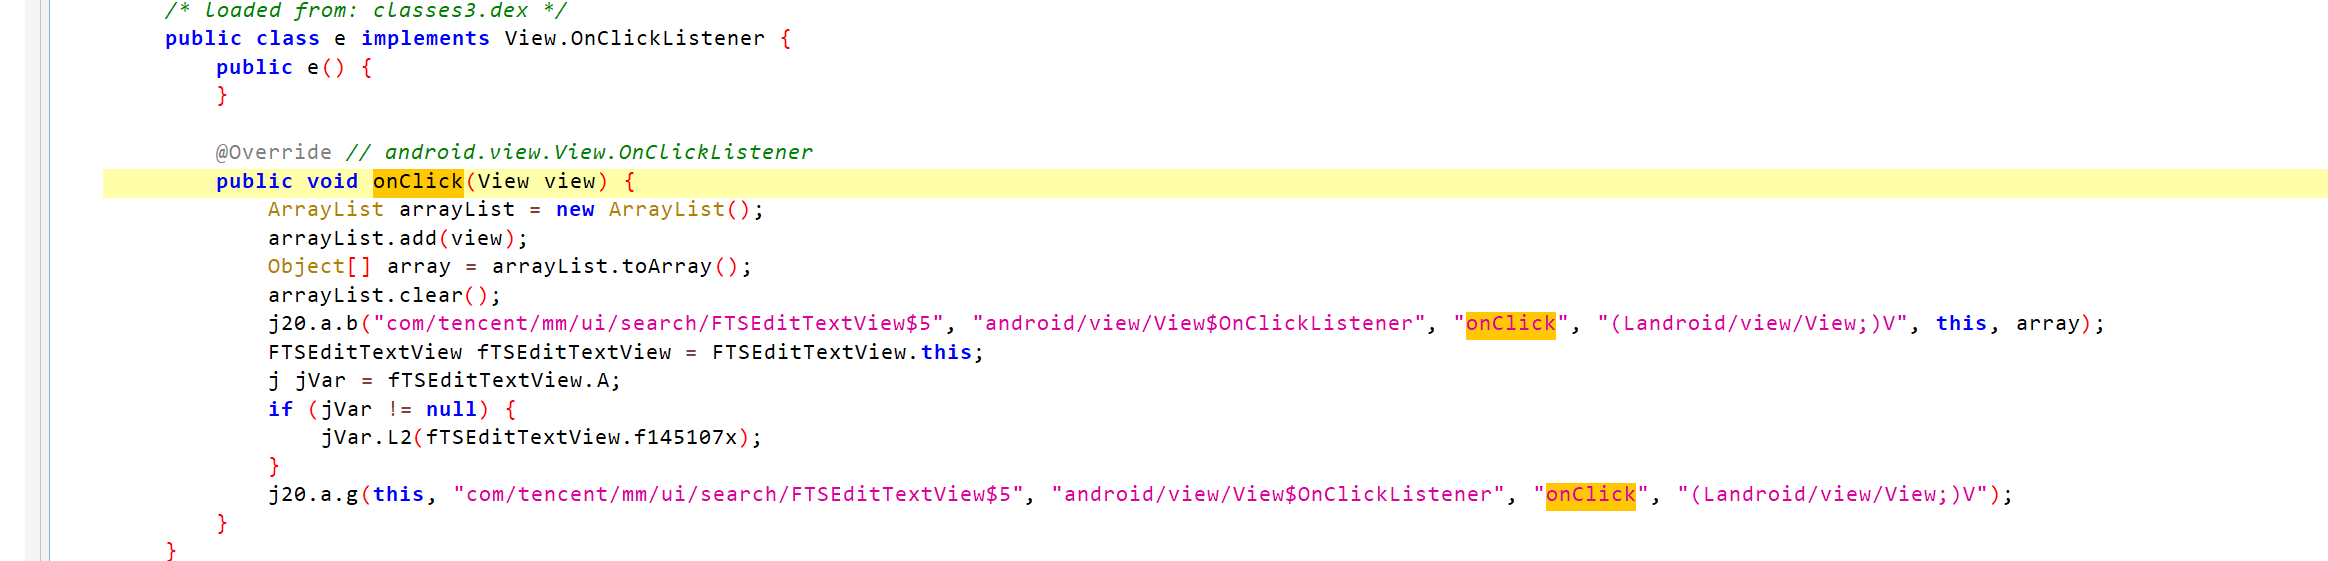 /* loaded from: classes3.dex */
public class e implements View.OnClickListener {
public e() {
}
@Override // android.view.View.OnClickListener
public void onClick(View view) {
ArrayList arrayList = new ArrayList();
arrayList.add(view);
Object[] array = arrayList.toArray();
arrayList.clear();
j20.a.b("com/tencent/mm/ui/search/FTSEditTextView$5", "android/view/View$OnClickListener", "onClick", "(Landroid/view/View;)V", this, array);
FTSEditTextView fTSEditTextView = FTSEditTextView.this;
j jVar = fTSEditTextView.A;
if (jVar != null) {
jVar.L2(fTSEditTextView.f145107x);
}
j20.a.g(this, "com/tencent/mm/ui/search/FTSEditTextView$5", "android/view/View$OnClickListener", "onClick", "(Landroid/view/View;)V");
}
}